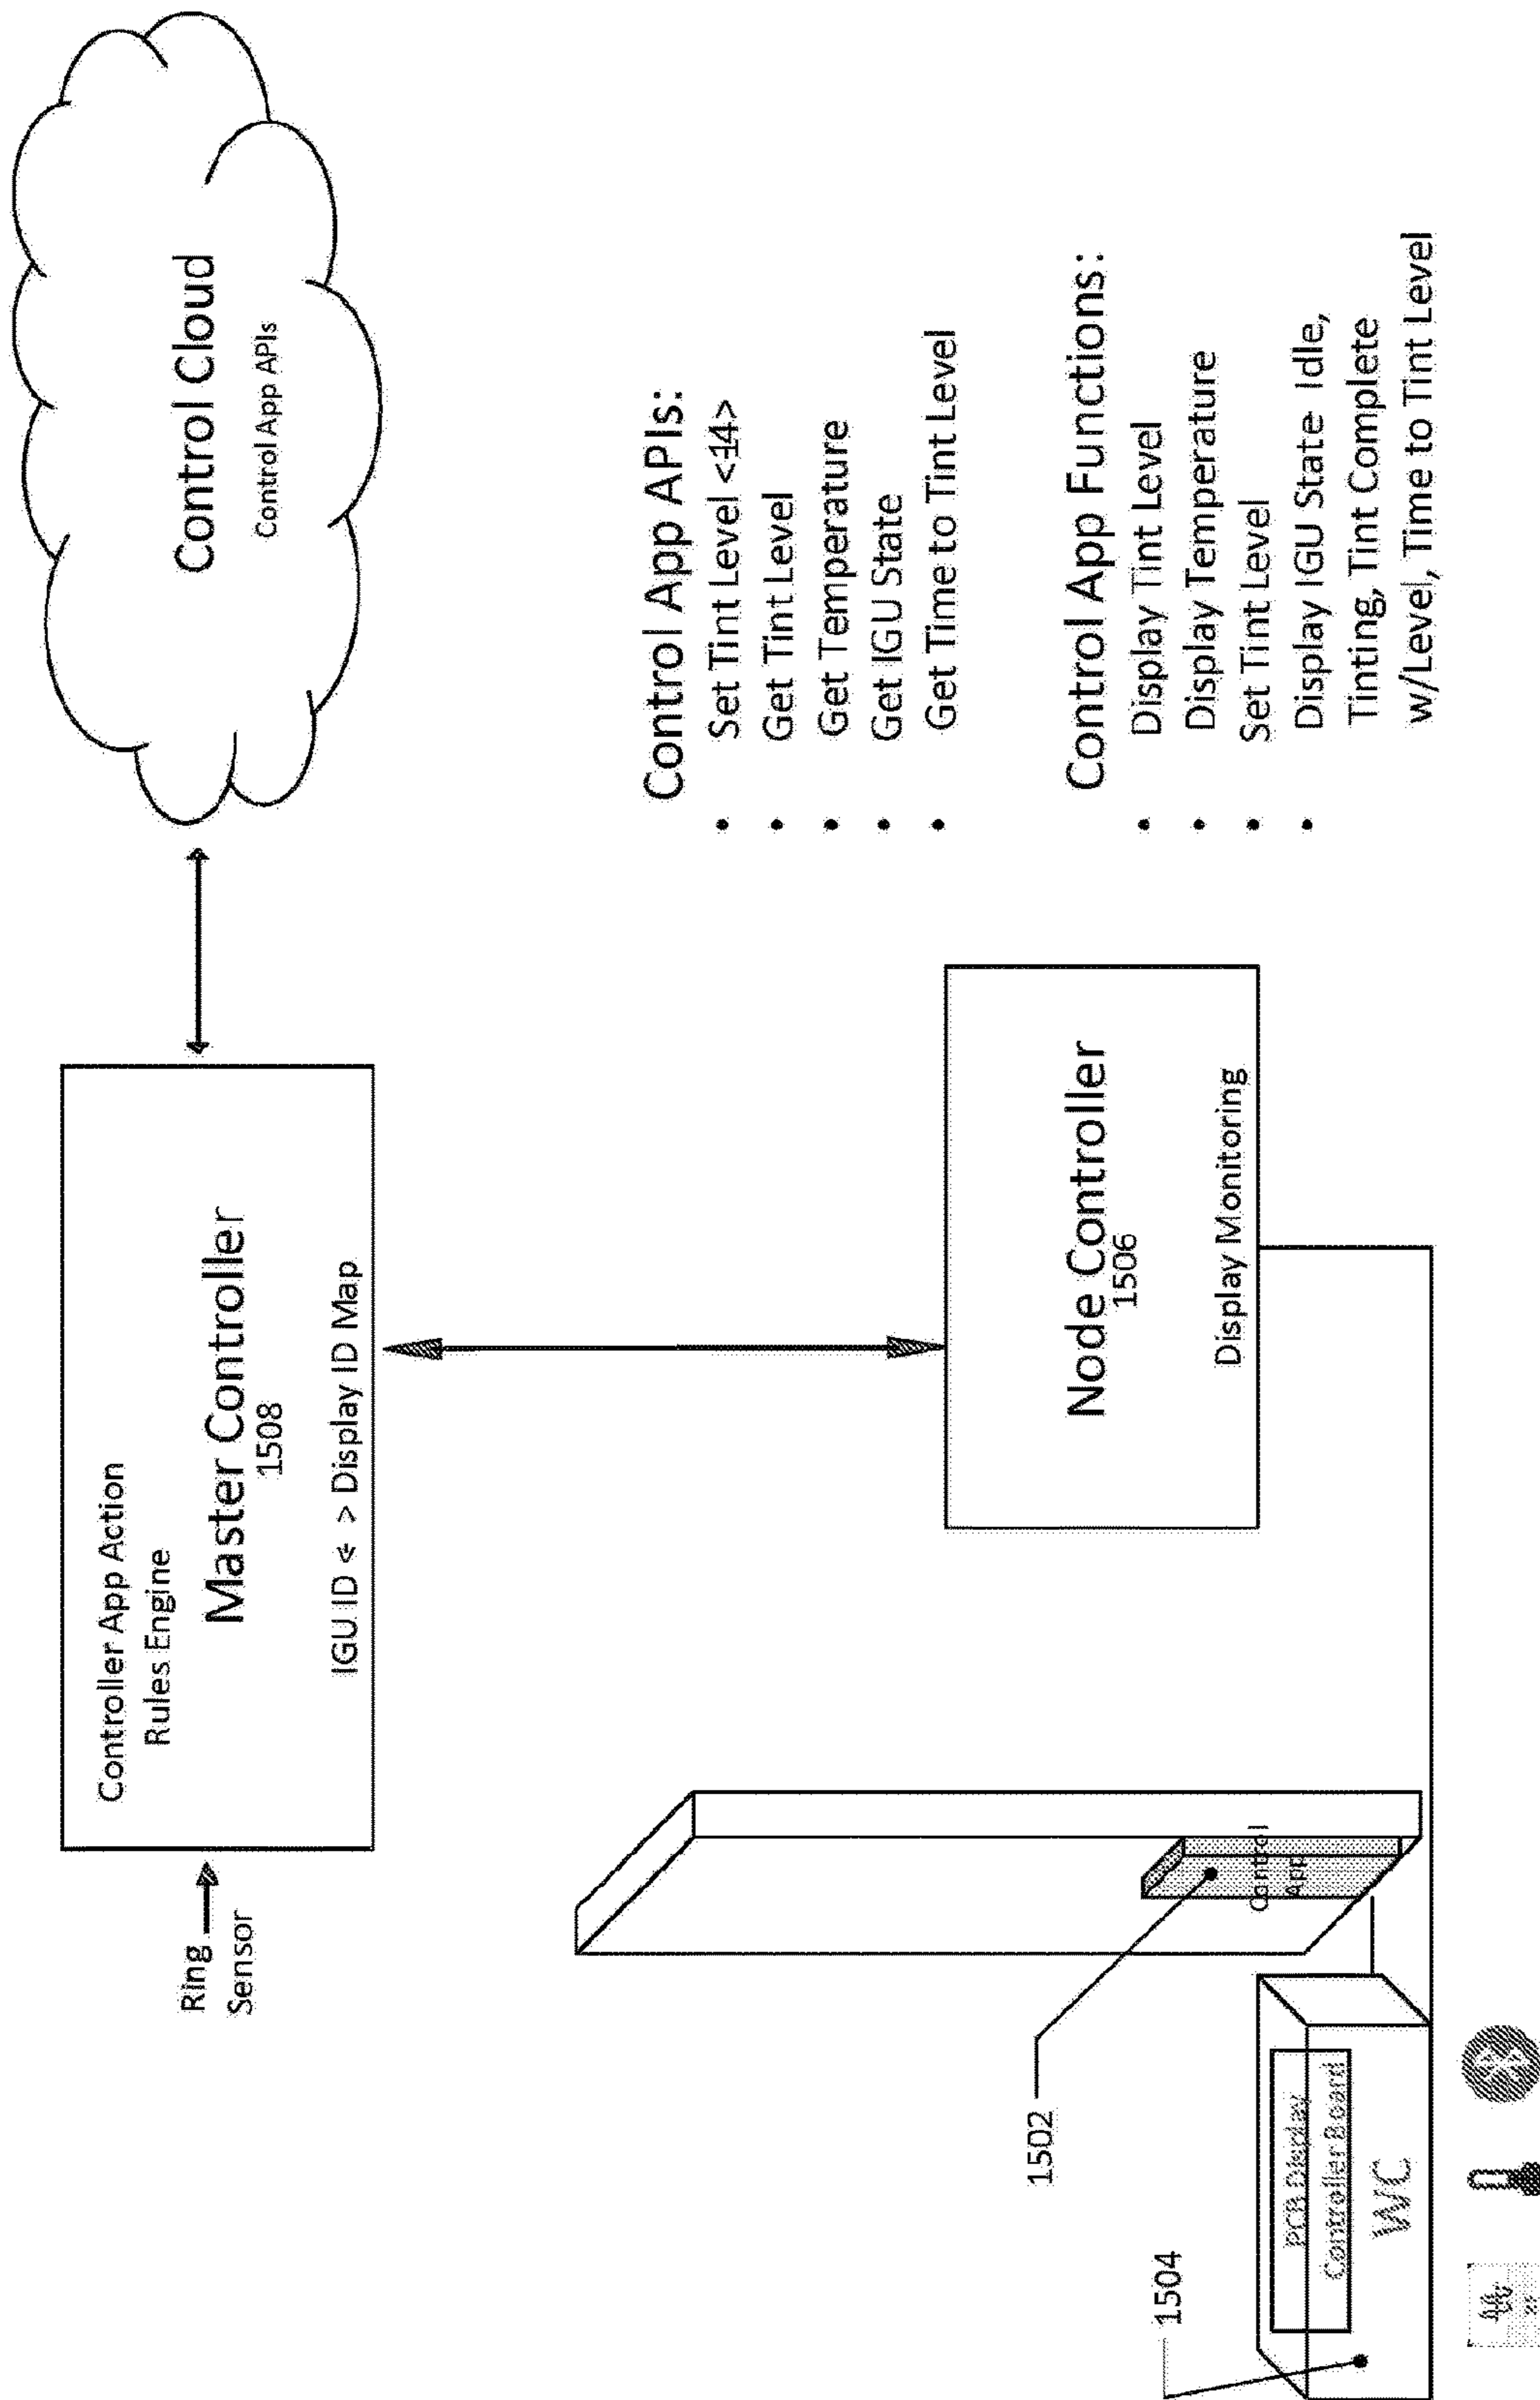 Control Cloud
Control App APIs
Ring
Sensor
Controller App Action
Rules Engine
Master Controller
1508
IGU ID < > Display ID Map
Control App APIs:
• Set Tint Level <14>
• Get Tint Level
• Get Temperature
• Get IGU State
• Get Time to Tint Level
Control App Functions:
• Display Tint Level
• Display Temperature
• Set Tint Level
• Display IGU State Idle,
Tinting, Tint Complete
w/Level, Time to Tint Level
Node Controller
1506
Display Monitoring
1502
Control
App
1504
PCB Display
Controller Board
WC